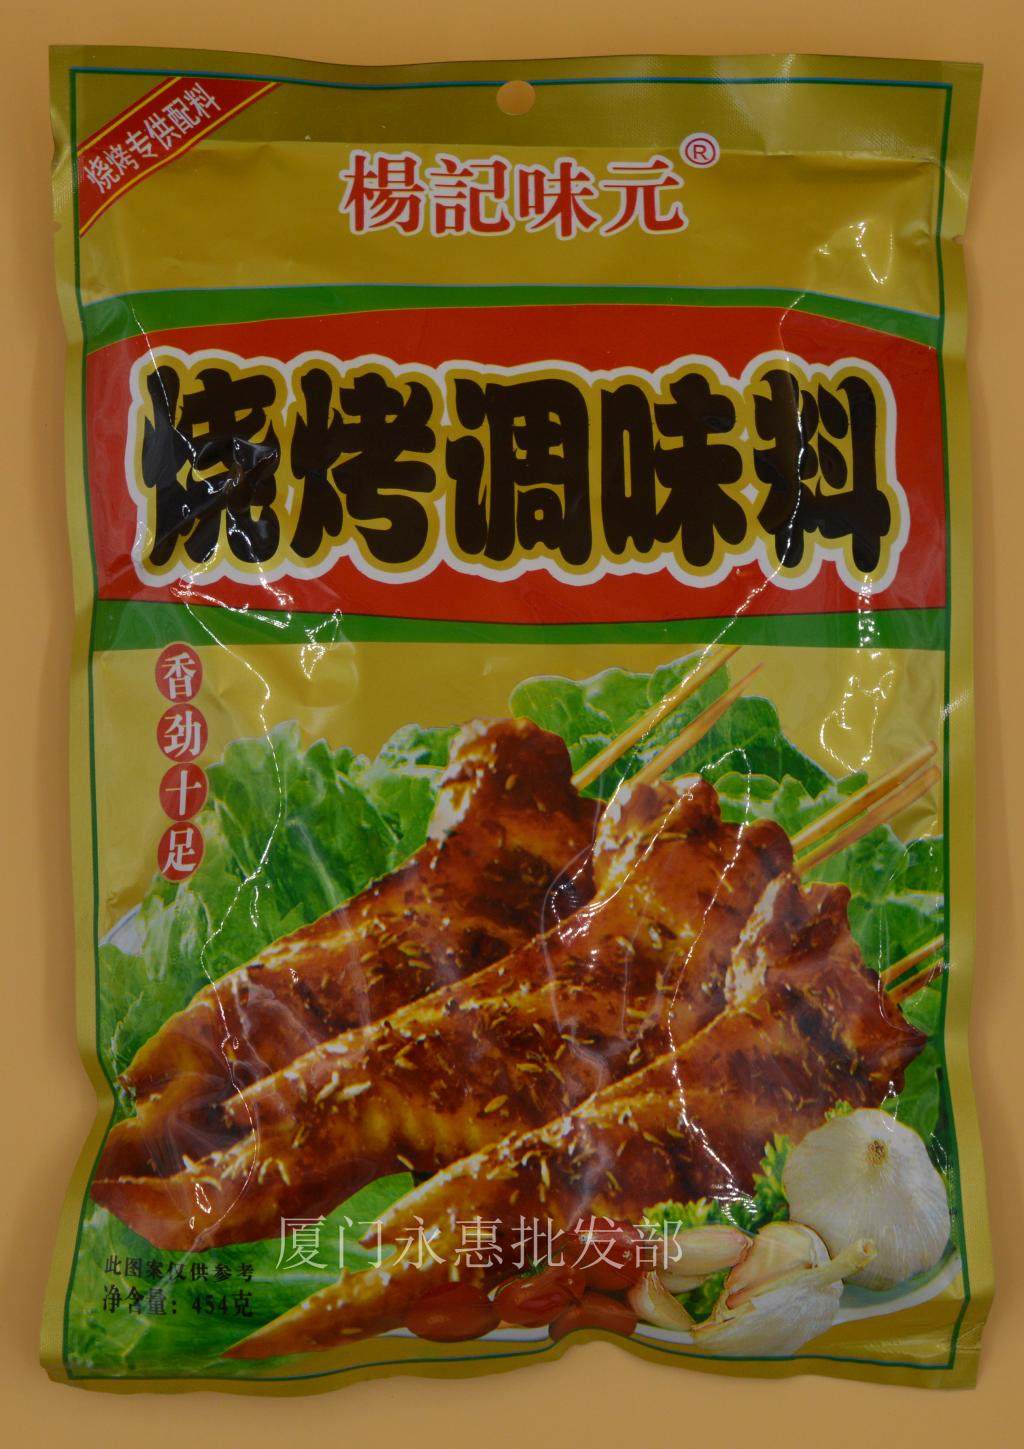 烧烤专供配料
楊記味元®
烧烤调味料
香劲十足
厦门永惠批发部
此图案仅供参考
净含量：454克